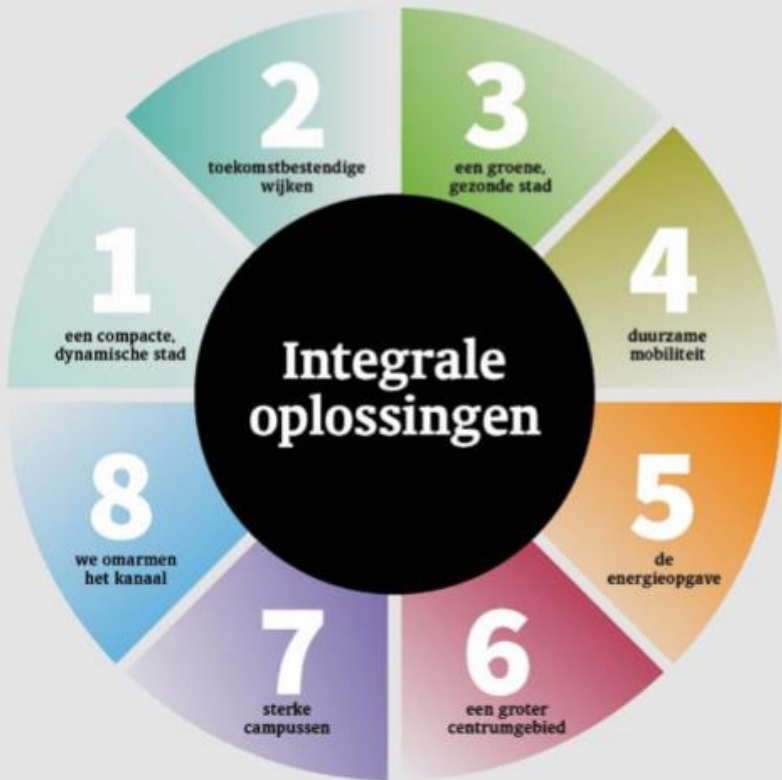 Integrale
oplossingen
1
een compacte,
dynamische stad
2
toekomstbestendige
wijken
3
een groene,
gezonde stad
4
duurzame
mobiliteit
5
de
energieopgave
6
een groter
centrumgebied
7
sterke
campussen
8
we omarmen
het kanaal